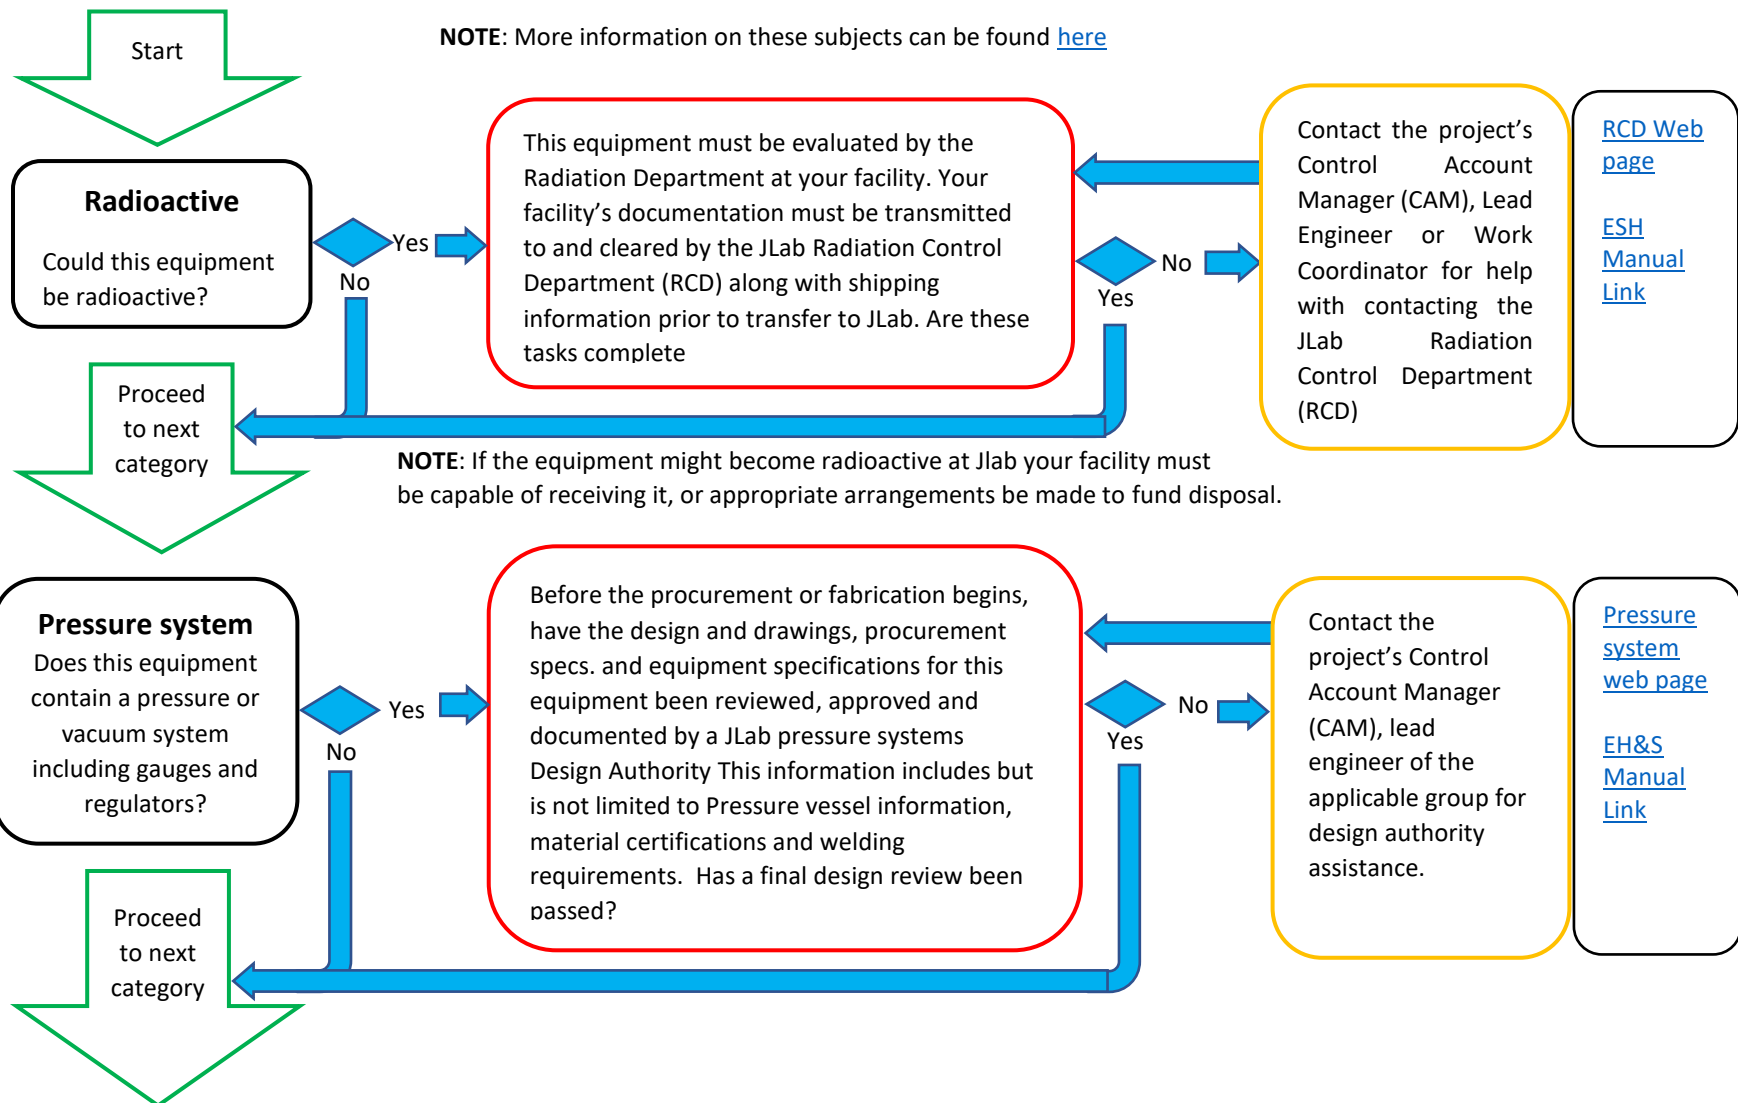 Start
NOTE: More information on these subjects can be found here
Radioactive
Could this equipment
be radioactive?
Yes
No
This equipment must be evaluated by the
Radiation Department at your facility. Your
facility's documentation must be transmitted
to and cleared by the JLab Radiation Control
Department (RCD) along with shipping
information prior to transfer to JLab. Are these
tasks complete
No
Yes
Contact the project's
Control Account
Manager (CAM), Lead
Engineer or Work
Coordinator for help
with contacting the
JLab Radiation
Control Department
(RCD)
RCD Web
page
ESH
Manual
Link
Proceed
to next
category
NOTE: If the equipment might become radioactive at Jlab your facility must
be capable of receiving it, or appropriate arrangements be made to fund disposal.
Pressure system
Does this equipment
contain a pressure or
vacuum system
including gauges and
regulators?
Yes
No
Before the procurement or fabrication begins,
have the design and drawings, procurement
specs. and equipment specifications for this
equipment been reviewed, approved and
documented by a JLab pressure systems
Design Authority This information includes but
is not limited to Pressure vessel information,
material certifications and welding
requirements.  Has a final design review been
passed?
No
Yes
Contact the
project's Control
Account Manager
(CAM), lead
engineer of the
applicable group for
design authority
assistance.
Pressure
system
web page
EH&S
Manual
Link
Proceed
to next
category